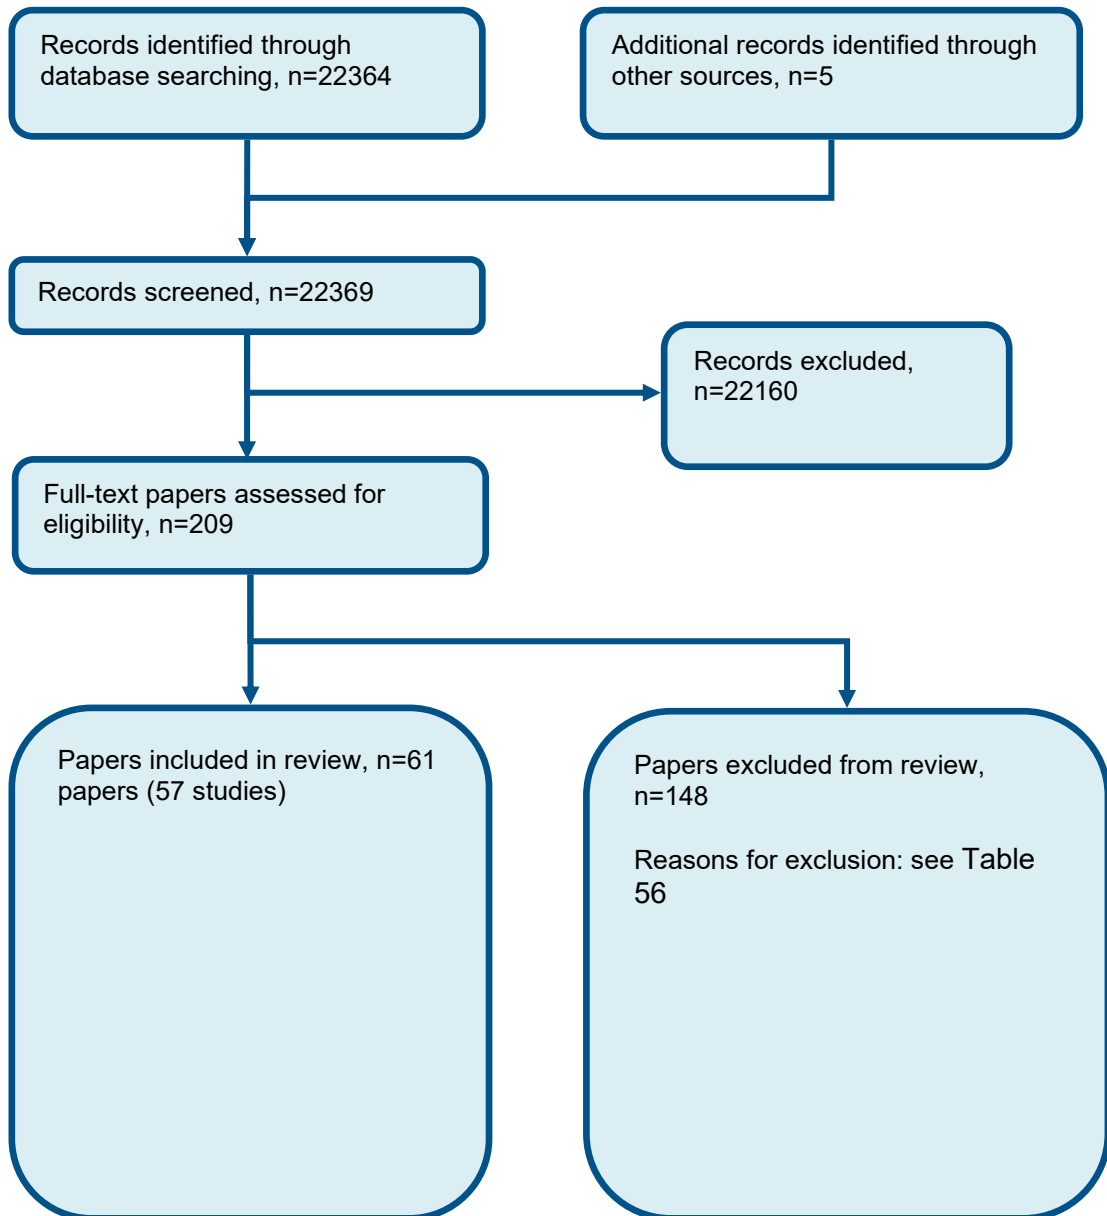 Records identified through
database searching, n=22364
Additional records identified through
other sources, n=5
Records screened, n=22369
Records excluded,
n=22160
Full-text papers assessed for
eligibility, n=209
Papers included in review, n=61
papers (57 studies)
Papers excluded from review,
n=148
Reasons for exclusion: see Table
56